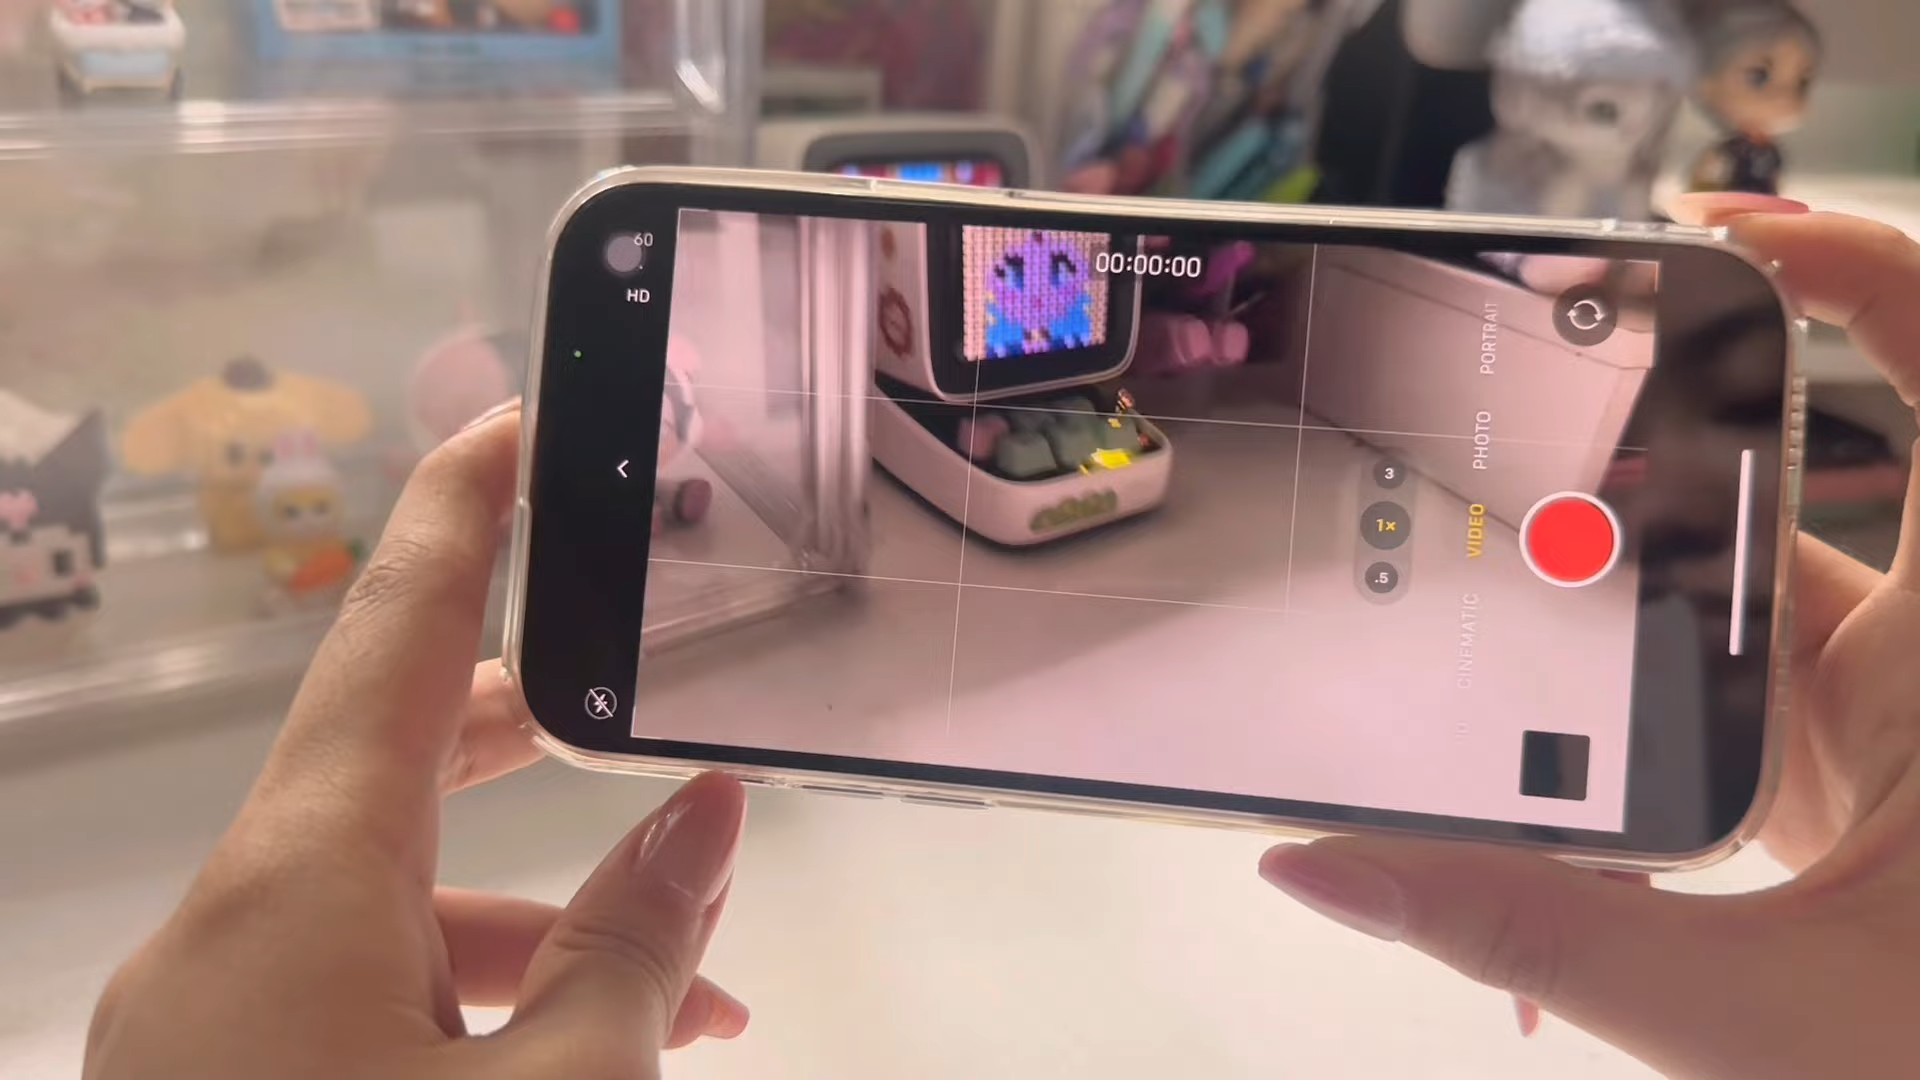 60
HD
00:00:00
3
1×
.5
PORTRAIT
PHOTO
VIDEO
CINEMATIC